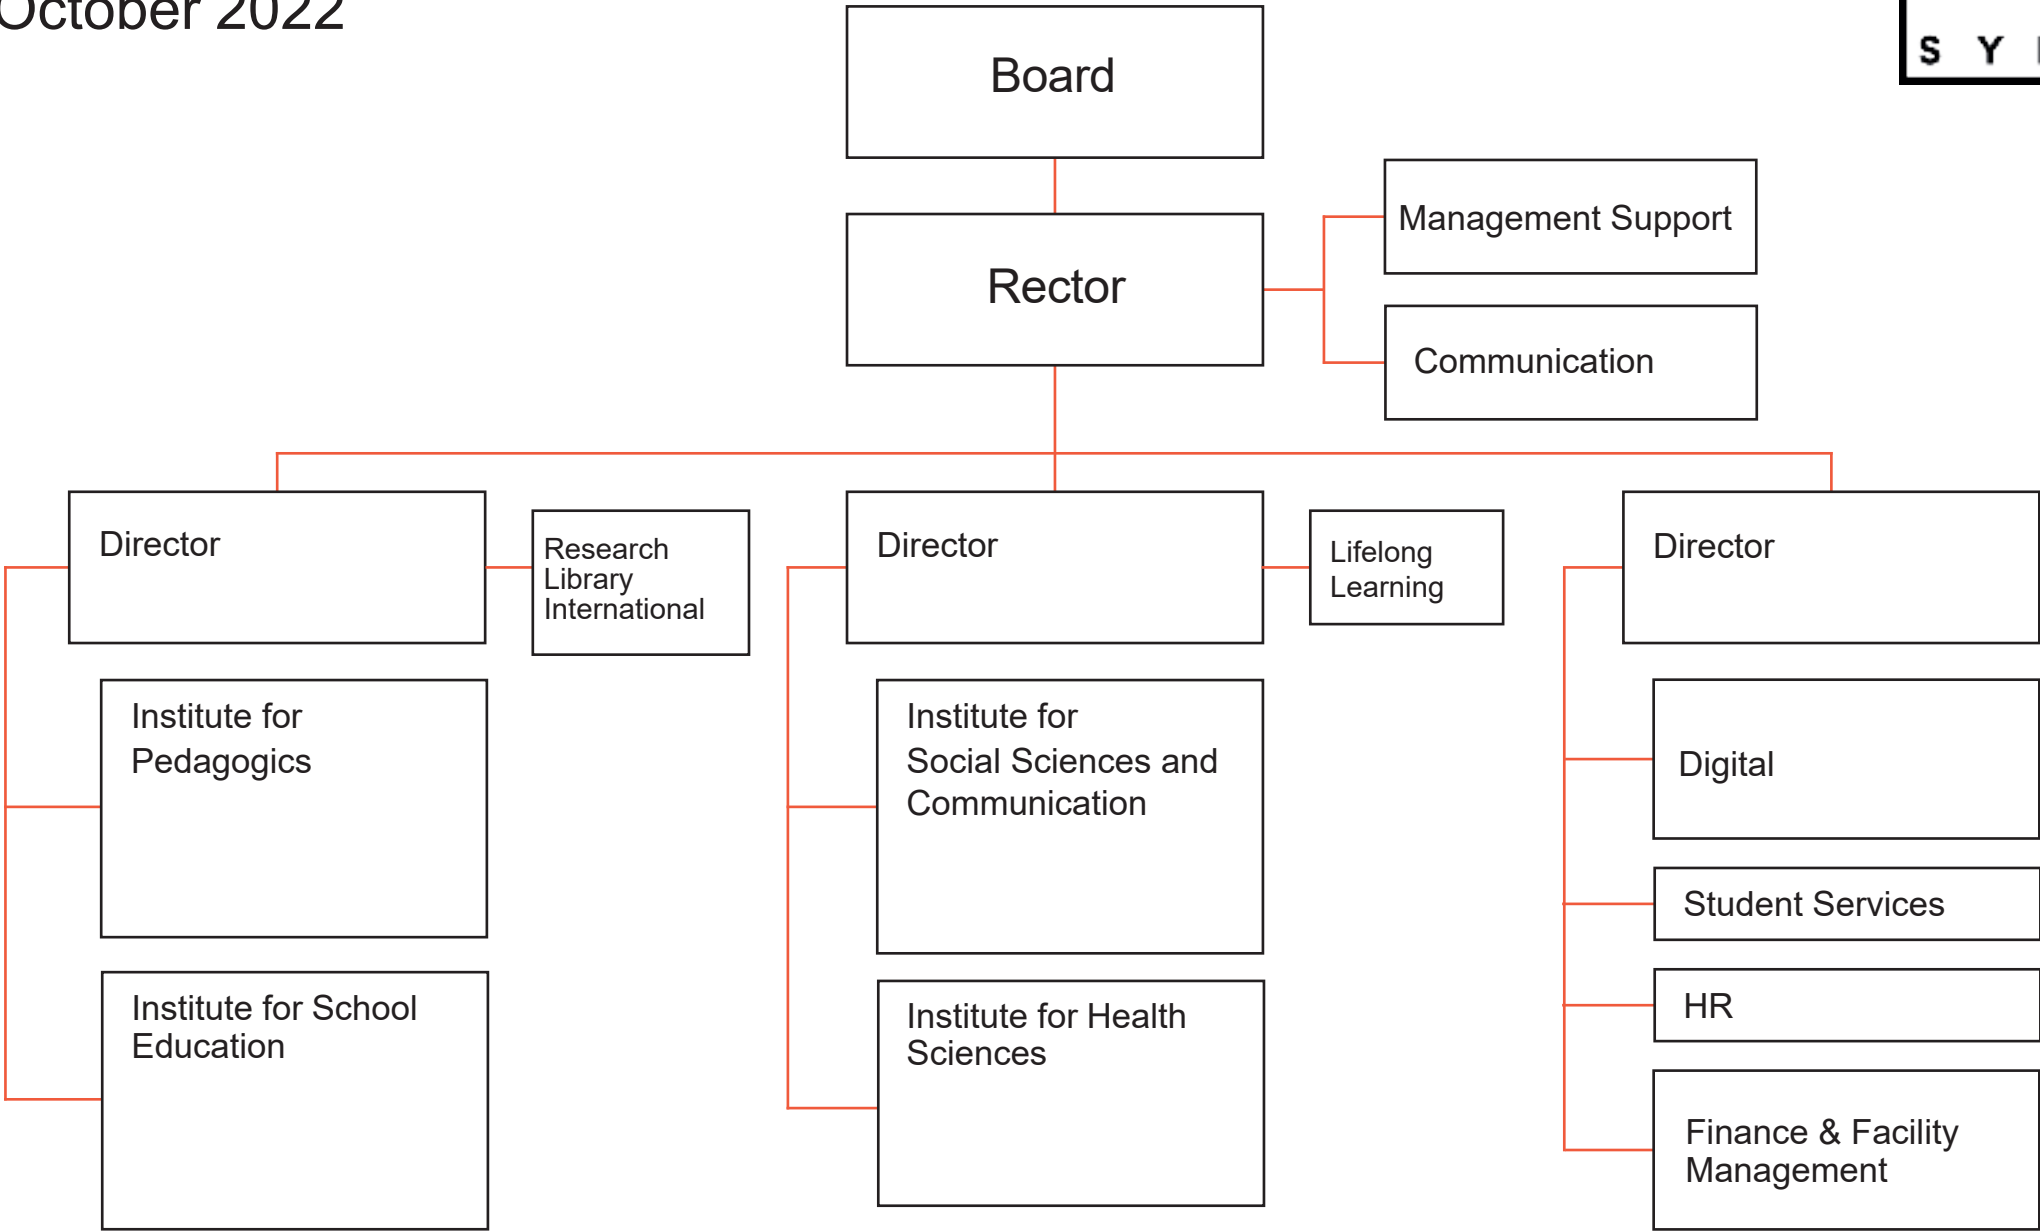 October 2022
S Y
Board
Rector
Management Support
Communication
Director
Research
Library
International
Director
Lifelong
Learning
Director
Institute for
Pedagogics
Institute for School
Education
Institute for
Social Sciences and
Communication
Institute for Health
Sciences
Digital
Student Services
HR
Finance & Facility
Management